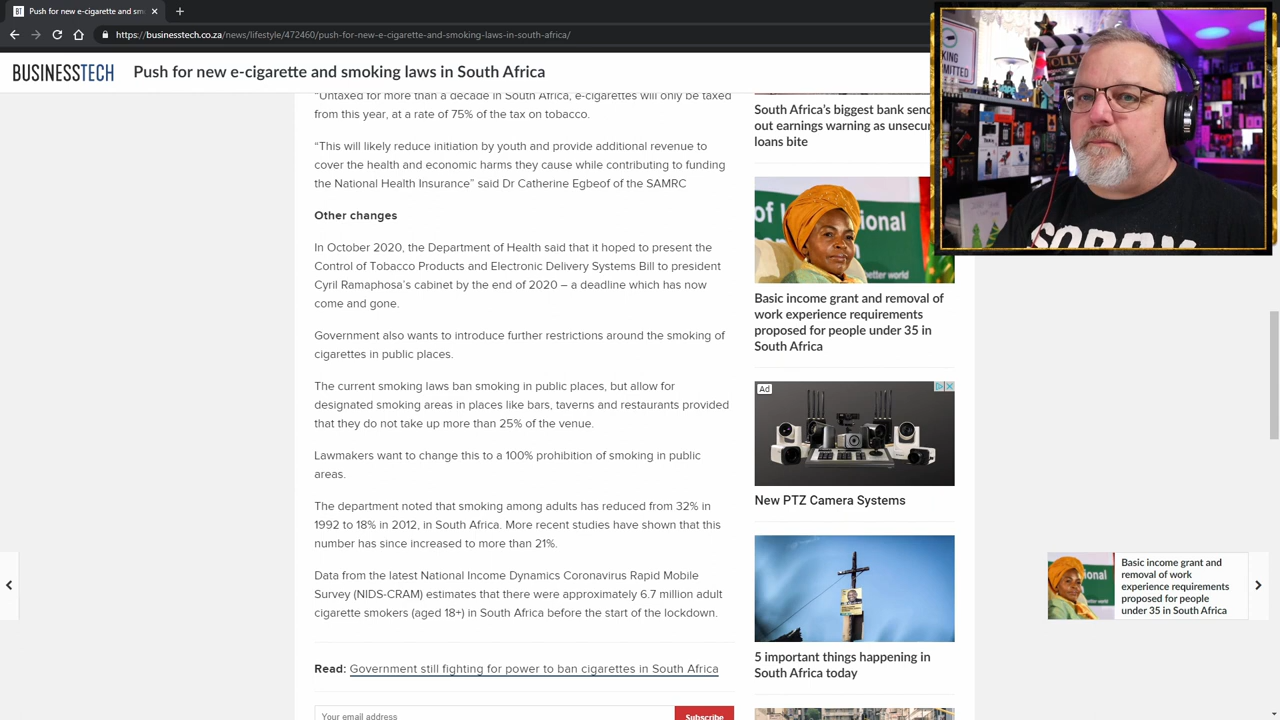 BT Push for new e-cigarette and smo
https://businesstech.co.za/news/lifestyle/473460/push-for-new-e-cigarette-and-smoking-laws-in-south-africa/
BUSINESSTECH Push for new e-cigarette and smoking laws in South Africa
"Untaxed for more than a decade in South Africa, e-cigarettes will only be taxed
from this year, at a rate of 75% of the tax on tobacco.
“This will likely reduce initiation by youth and provide additional revenue to
cover the health and economic harms they cause while contributing to funding
the National Health Insurance” said Dr Catherine Egbeof of the SAMRC
Other changes
In October 2020, the Department of Health said that it hoped to present the
Control of Tobacco Products and Electronic Delivery Systems Bill to president
Cyril Ramaphosa’s cabinet by the end of 2020 – a deadline which has now
come and gone.
Government also wants to introduce further restrictions around the smoking of
cigarettes in public places.
The current smoking laws ban smoking in public places, but allow for
designated smoking areas in places like bars, taverns and restaurants provided
that they do not take up more than 25% of the venue.
Lawmakers want to change this to a 100% prohibition of smoking in public
areas.
The department noted that smoking among adults has reduced from 32% in
1992 to 18% in 2012, in South Africa. More recent studies have shown that this
number has since increased to more than 21%.
Data from the latest National Income Dynamics Coronavirus Rapid Mobile
Survey (NIDS-CRAM) estimates that there were approximately 6.7 million adult
cigarette smokers (aged 18+) in South Africa before the start of the lockdown.
Read: Government still fighting for power to ban cigarettes in South Africa
Your email address
Subscribe
South Africa’s biggest bank send
out earnings warning as unsecu
loans bite
Basic income grant and removal of
work experience requirements
proposed for people under 35 in
South Africa
Ad
New PTZ Camera Systems
5 important things happening in
South Africa today
KING
MITTED
OLLY
SORRY
Basic income grant and
removal of work
experience requirements
proposed for people
under 35 in South Africa